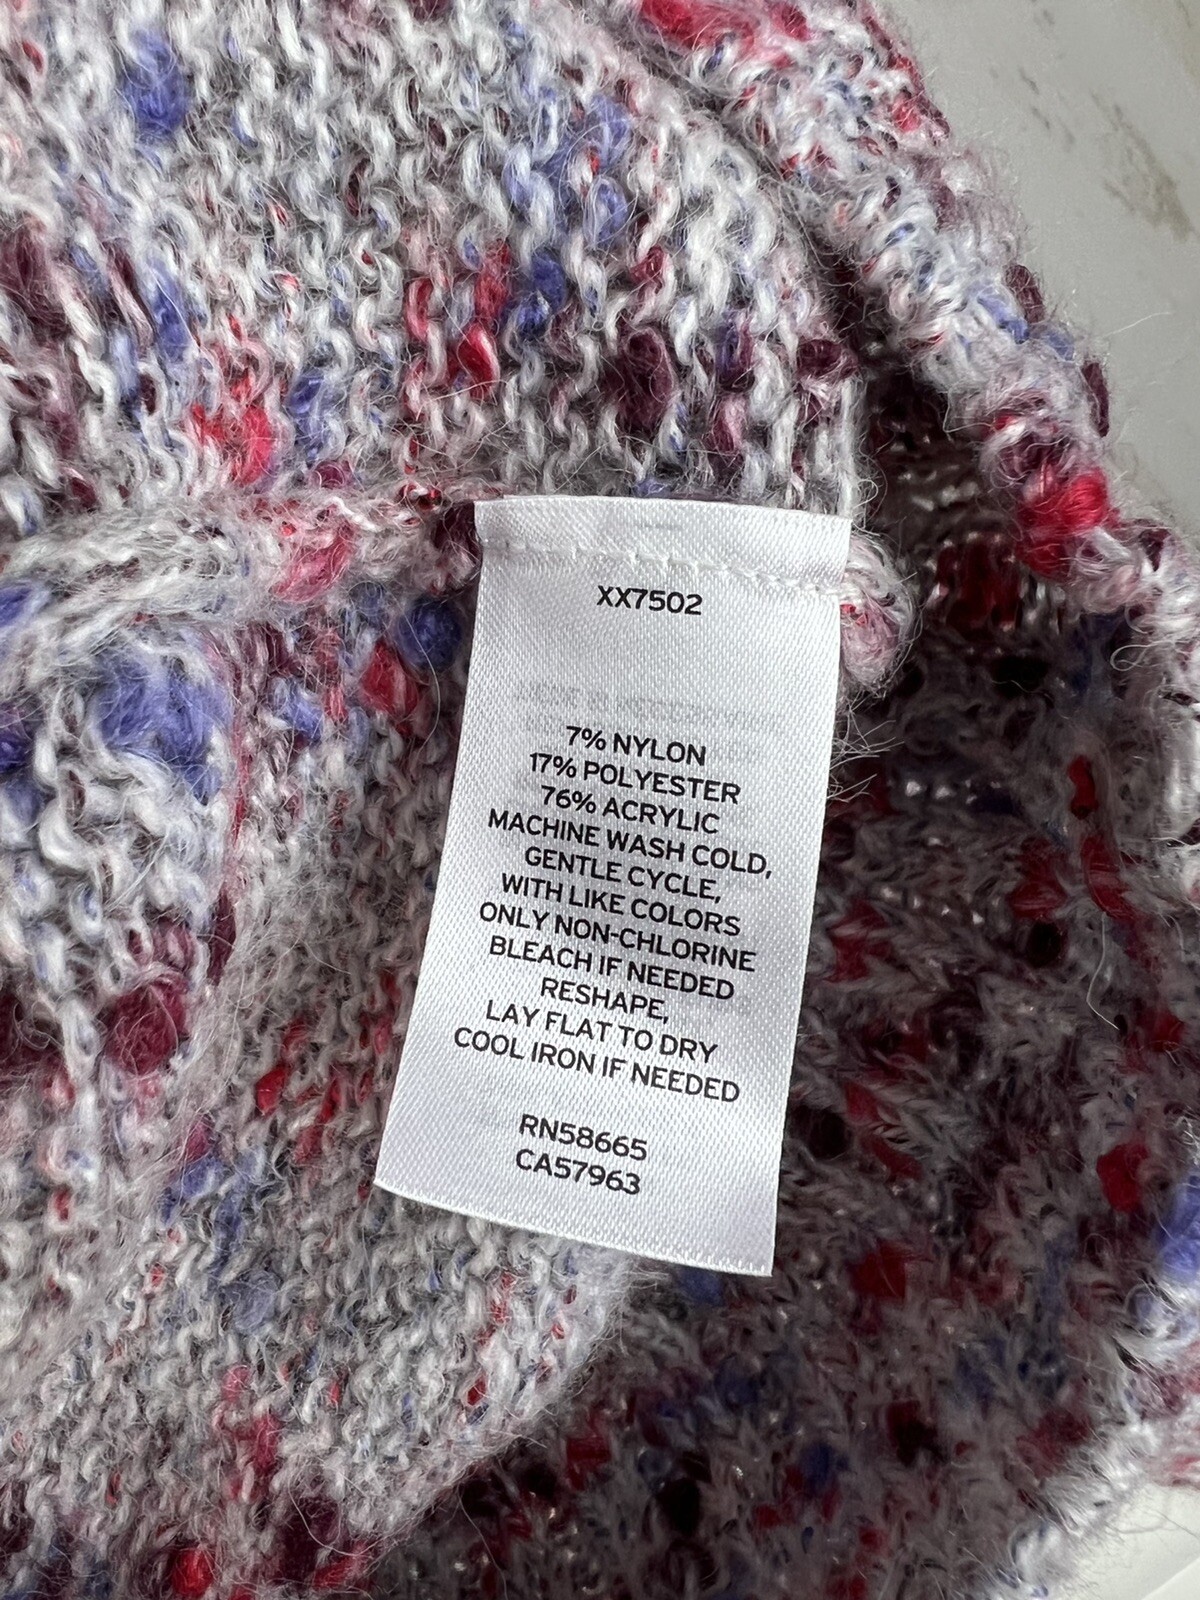 XX7502
7% NYLON
17% POLYESTER
76% ACRYLIC
MACHINE WASH COLD,
GENTLE CYCLE,
WITH LIKE COLORS
ONLY NON-CHLORINE
BLEACH IF NEEDED
RESHAPE,
LAY FLAT TO DRY
COOL IRON IF NEEDED
RN58665
CA57963